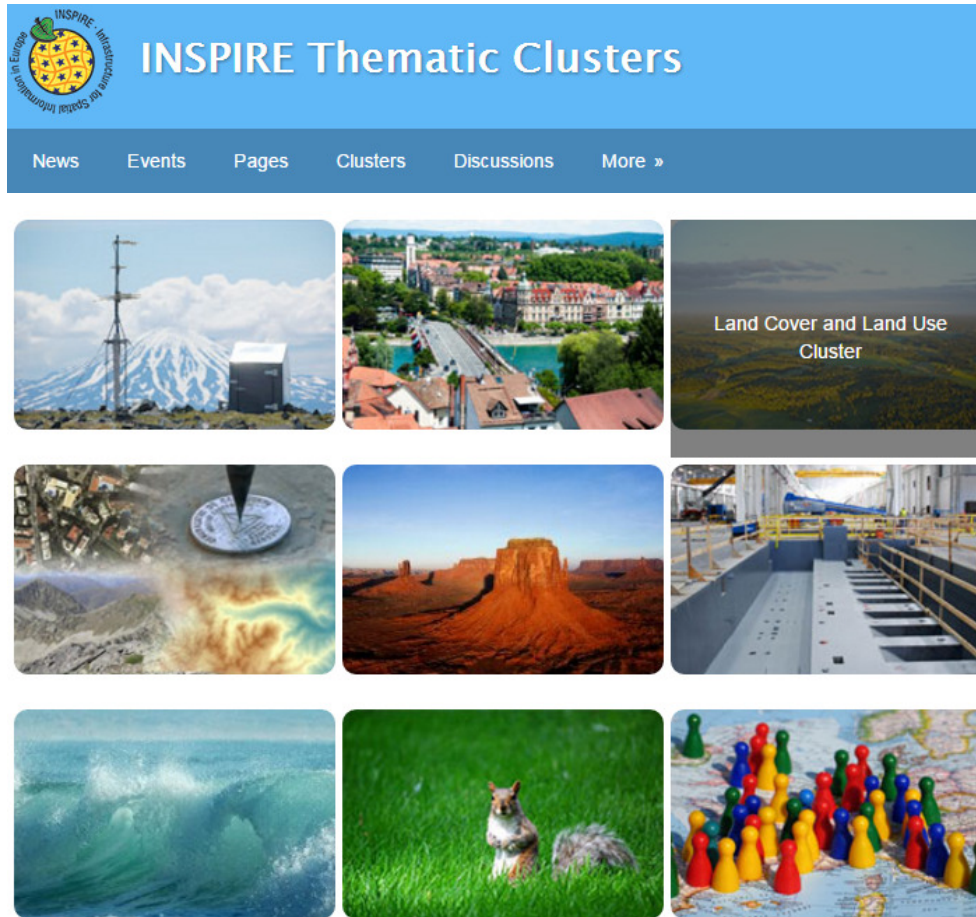 INSPIRE - Infrastructure for Spatial Information in Europe
INSPIRE Thematic Clusters
News Events Pages Clusters Discussions More »
Land Cover and Land Use
Cluster